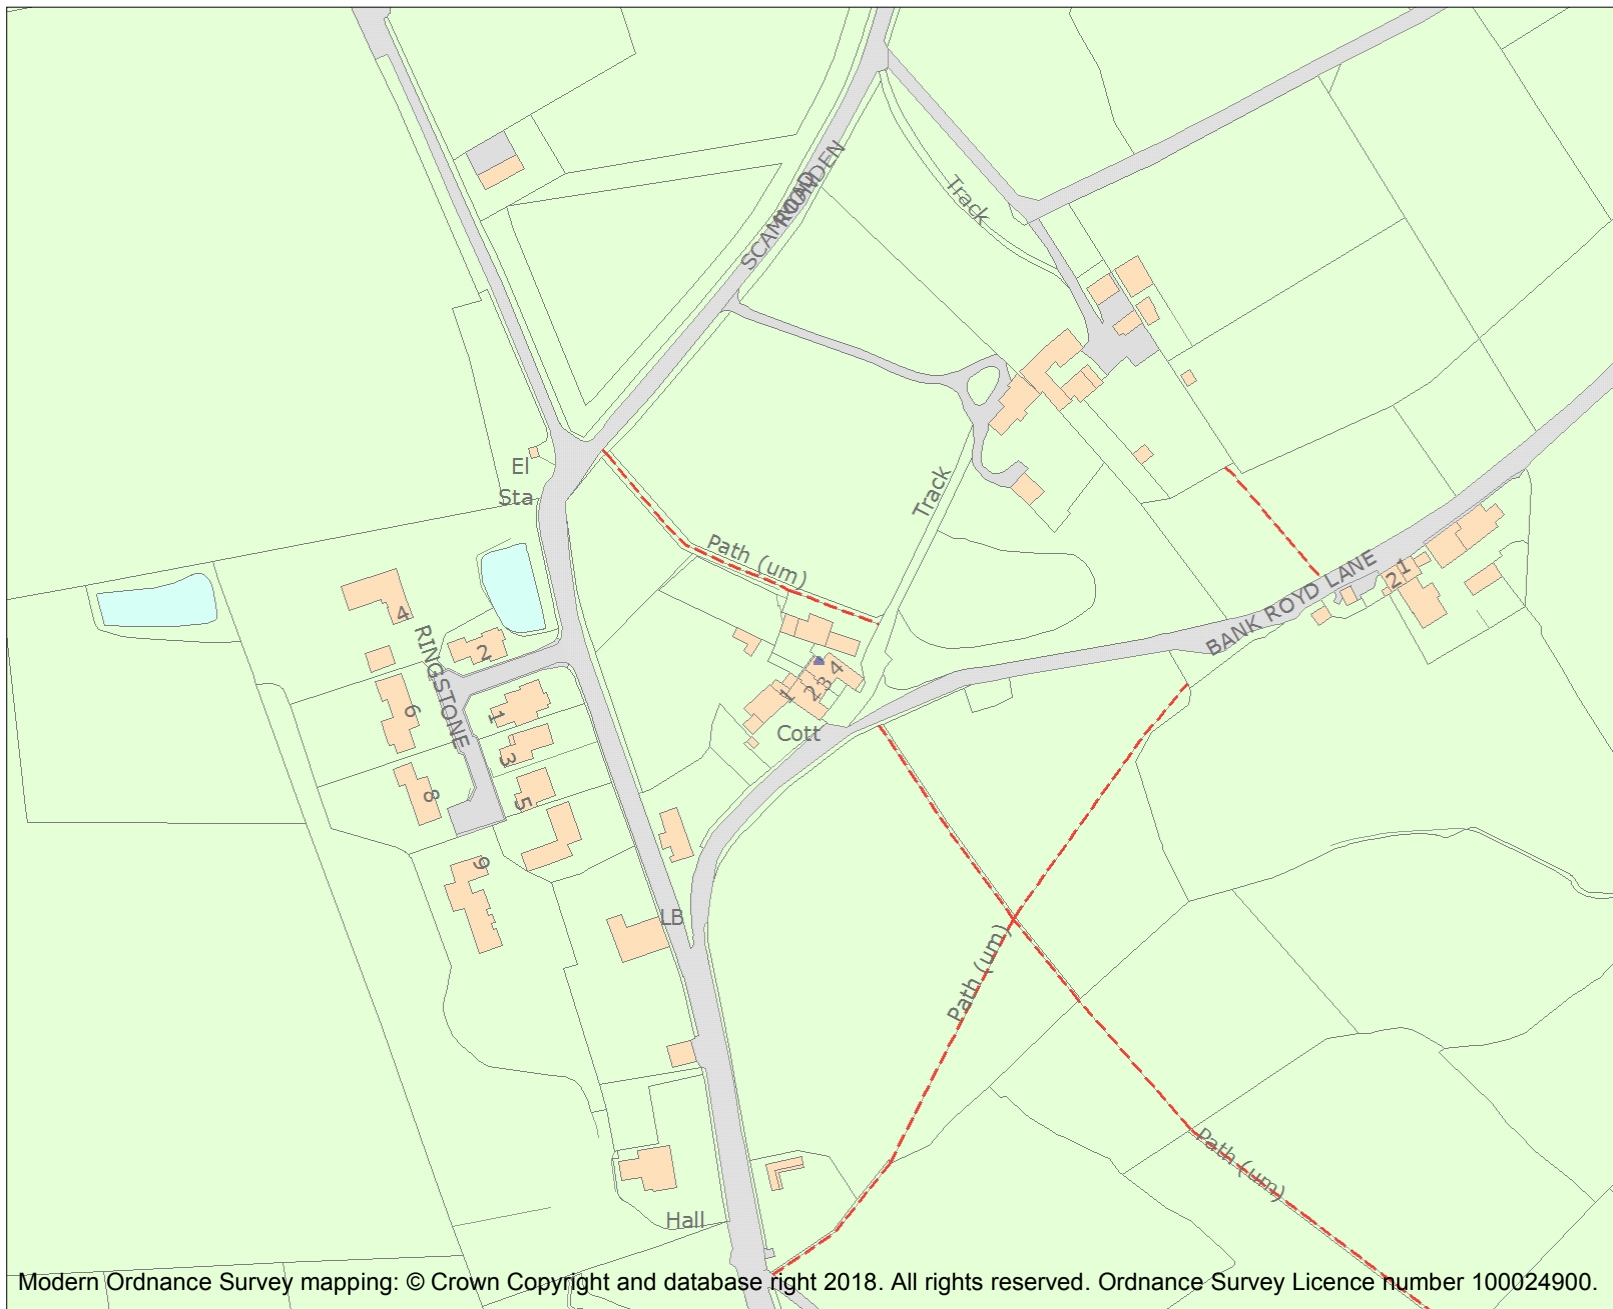 SCAMMONDEN
ROAD
Track
El
Sta
Track
Path (um)
BANK ROYD LANE
1
2
4
RINGSTONE
2
4
3
2
1
6
1
Cott
3
8
5
9
LB
Path (um)
Path (um)
Hall
Modern Ordnance Survey mapping: © Crown Copyright and database right 2018. All rights reserved. Ordnance Survey Licence number 100024900.